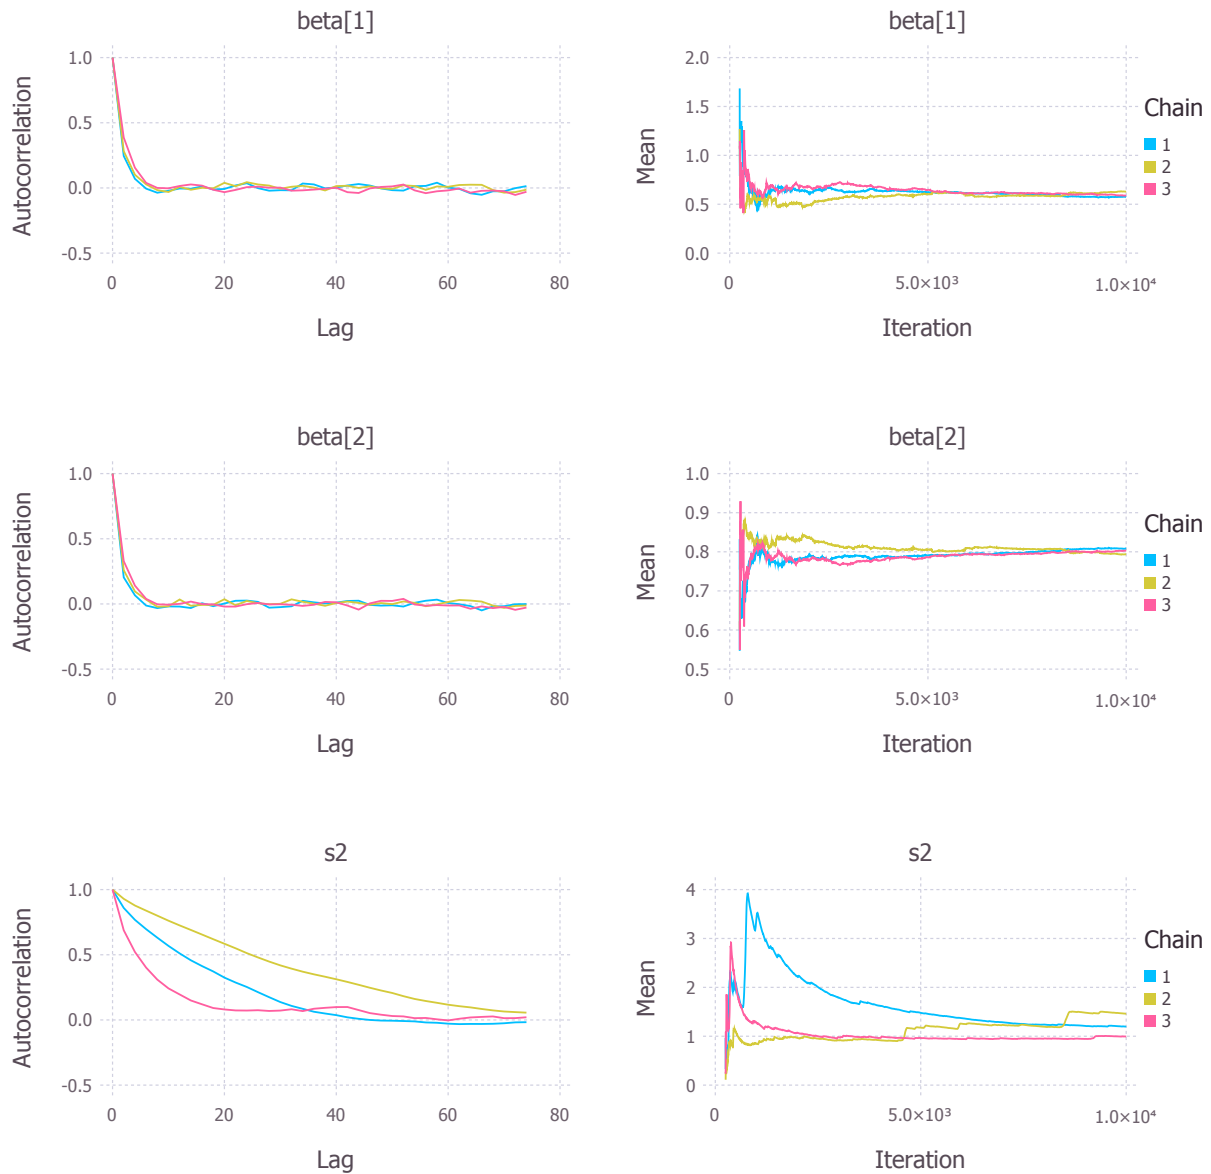 beta[1]
Autocorrelation
1.0
0.5
0.0
-0.5
0 20 40 60 80
Lag
beta[1]
Mean
2.0
1.5
1.0
0.5
0.0
0 5.0×10³ 1.0×10⁴
Iteration
Chain
1
2
3
beta[2]
Autocorrelation
1.0
0.5
0.0
-0.5
0 20 40 60 80
Lag
beta[2]
Mean
1.0
0.9
0.8
0.7
0.6
0.5
0 5.0×10³ 1.0×10⁴
Iteration
Chain
1
2
3
s2
Autocorrelation
1.0
0.5
0.0
-0.5
0 20 40 60 80
Lag
s2
Mean
4
3
2
1
0
0 5.0×10³ 1.0×10⁴
Iteration
Chain
1
2
3